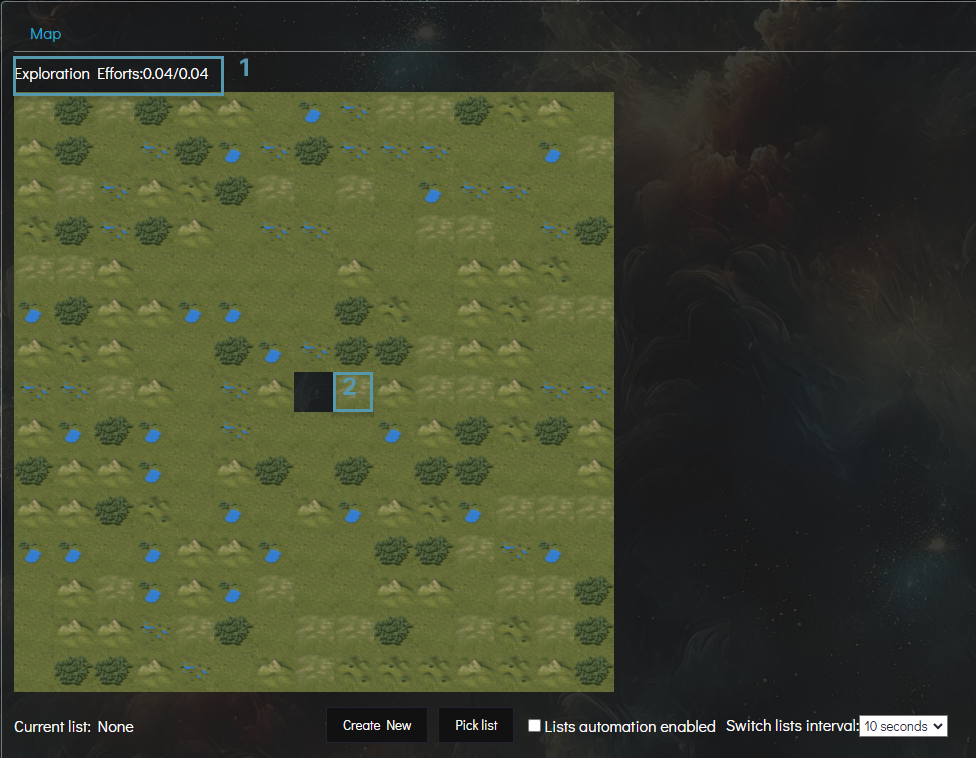 Map
Exploration Efforts:0.04/0.04 1
2
Current list: None Create New Pick list Lists automation enabled Switch lists interval: 10 seconds